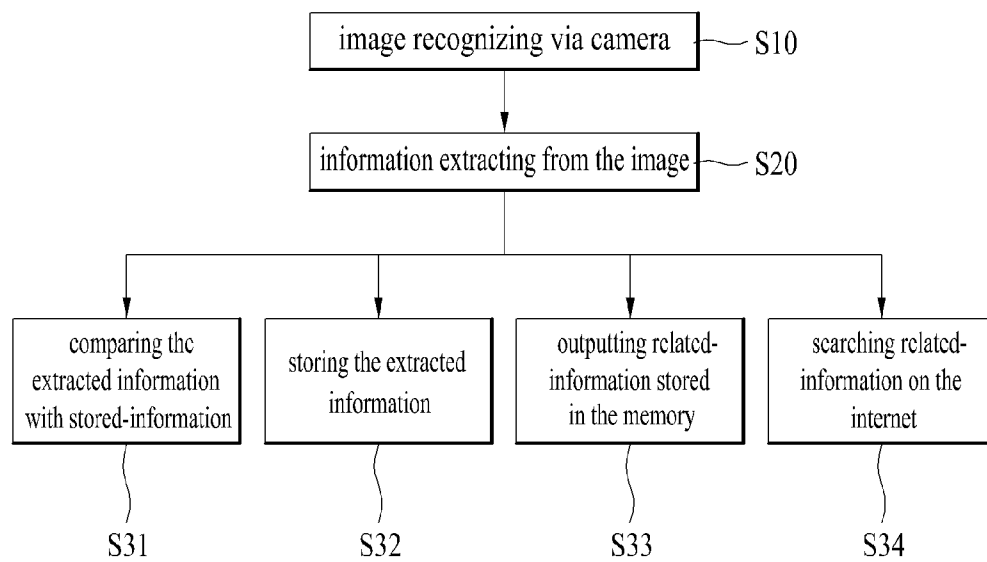 image recognizing via camera
S10
information extracting from the image
S20
comparing the
extracted information
with stored-information
storing the extracted
information
outputting related-
information stored
in the memory
searching related-
information on the
internet
S31
S32
S33
S34